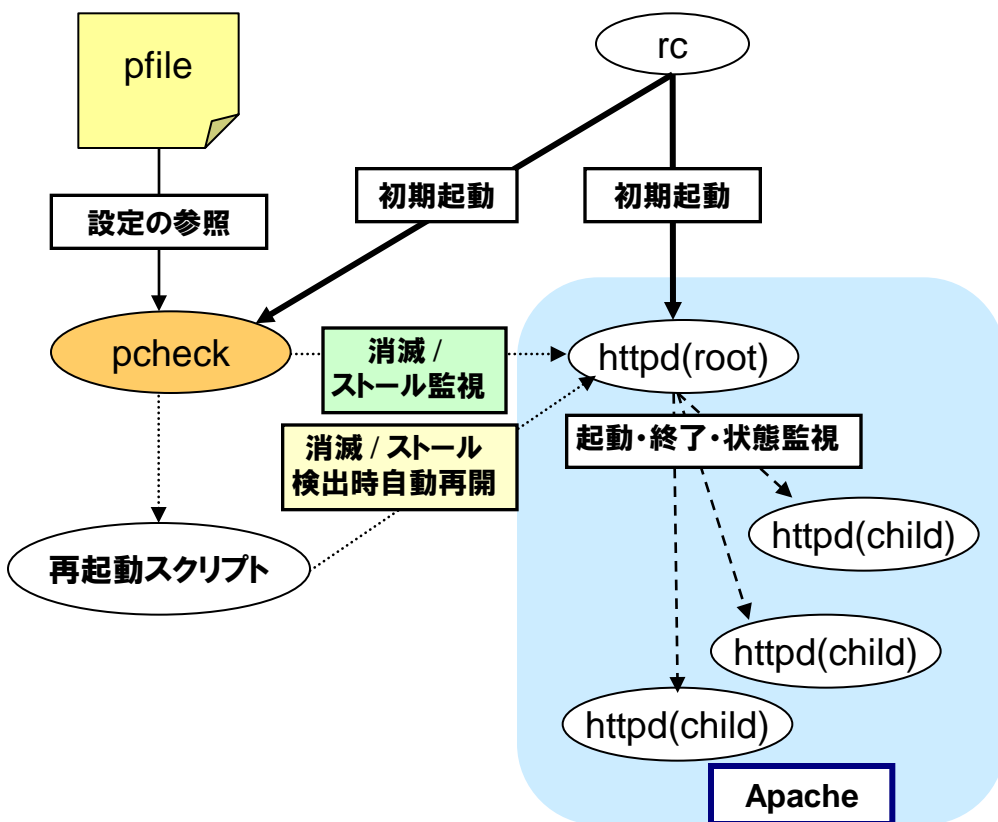 pfile
rc
初期起動
初期起動
設定の参照
pcheck
消滅 /
ストール監視
httpd(root)
消滅 / ストール
検出時自動再開
起動・終了・状態監視
httpd(child)
再起動スクリプト
httpd(child)
httpd(child)
Apache